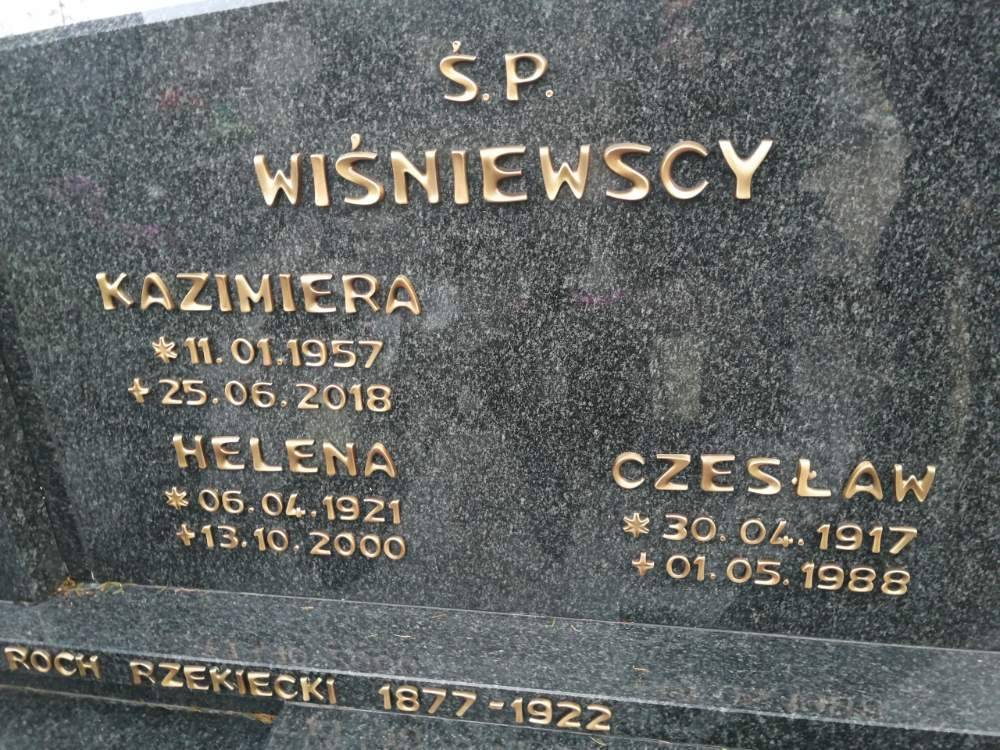 Ś.P.
WIŚNIEWSCY
KAZIMIERA
*11.01.1957
+25.06.2018
HELENA
*06.04.1921
+13.10.2000
CZESŁAW
*30.04.1917
+01.05.1988
ROCH RZEKIECKI 1877-1922